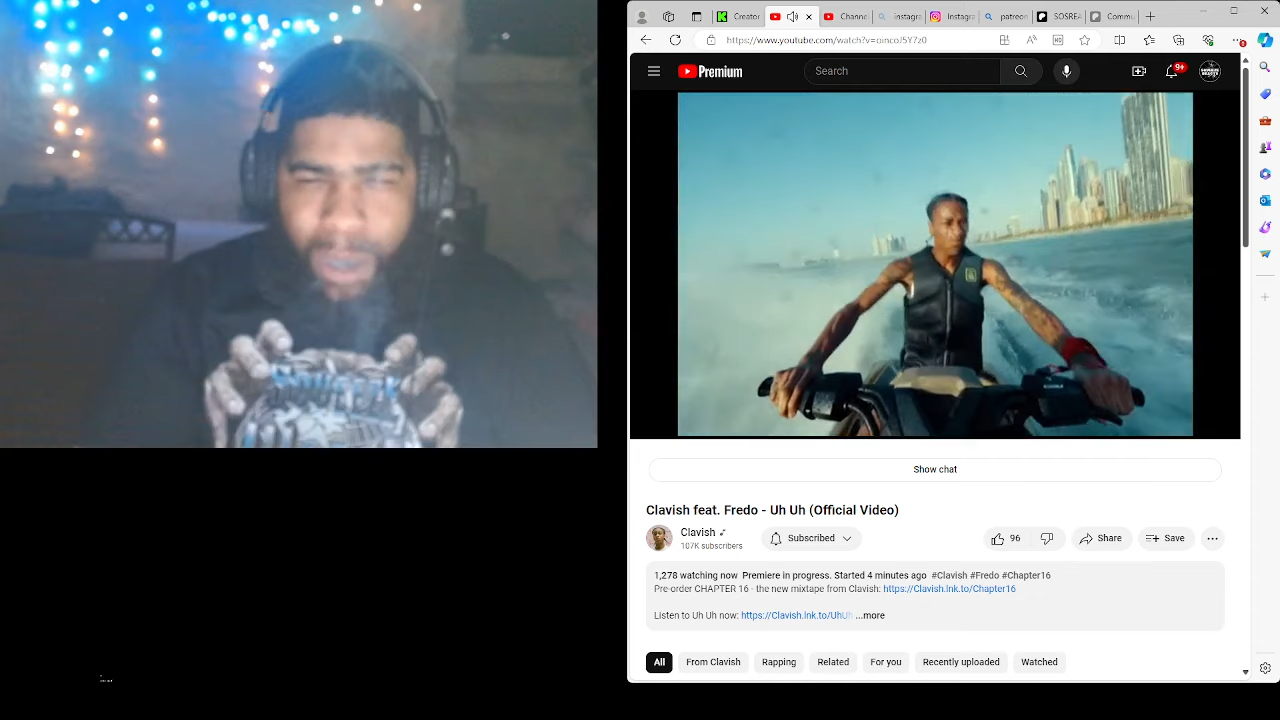 Creator
Channe
instagra
Instagra
patreon
SOSREA
Commu
https://www.youtube.com/watch?v=oincoJ5Y7z0
Premium
Search
9+
Show chat
Clavish feat. Fredo - Uh Uh (Official Video)
Clavish
107K subscribers
Subscribed
96
Share
Save
1,278 watching now Premiere in progress. Started 4 minutes ago #Clavish #Fredo #Chapter16
Pre-order CHAPTER 16 - the new mixtape from Clavish: https://Clavish.lnk.to/Chapter16
Listen to Uh Uh now: https://Clavish.lnk.to/UhUh ...more
All
From Clavish
Rapping
Related
For you
Recently uploaded
Watched